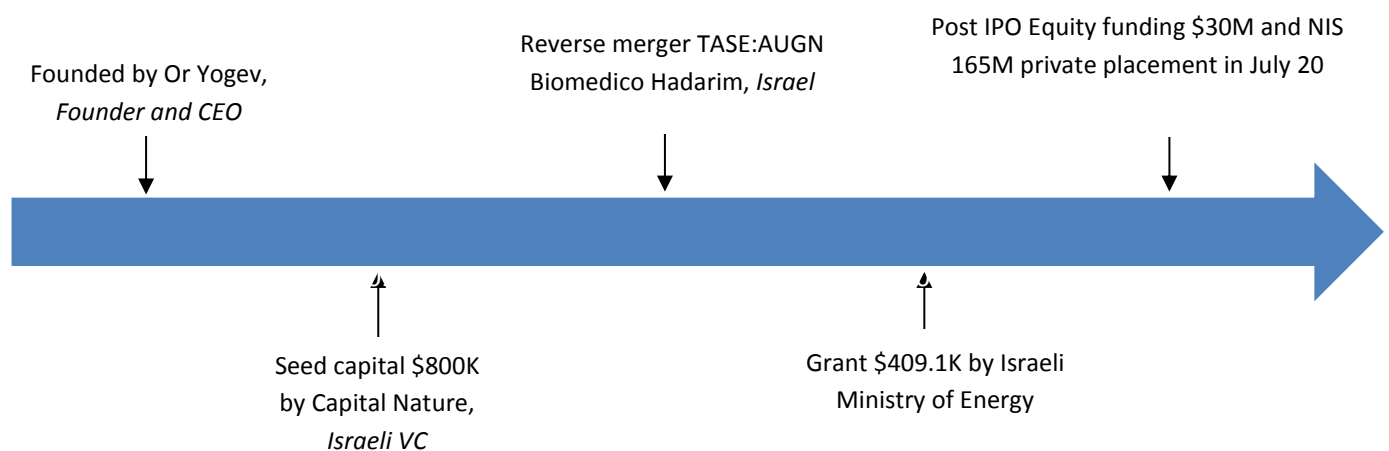 Founded by Or Yogev,
Founder and CEO
Seed capital $800K
by Capital Nature,
Israeli VC
Reverse merger TASE:AUGN
Biomedico Hadarim, Israel
Grant $409.1K by Israeli
Ministry of Energy
Post IPO Equity funding $30M and NIS
165M private placement in July 20